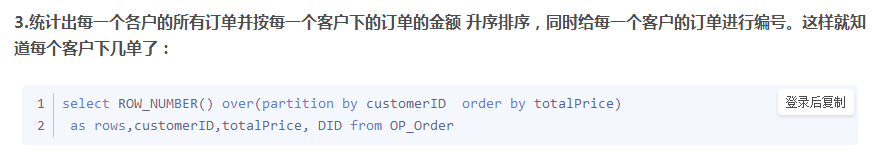 3.统计出每一个各户的所有订单并按每一个客户下的订单的金额 升序排序，同时给每一个客户的订单进行编号。这样就知
道每个客户下几单了：
1 select ROW_NUMBER() over(partition by customerID  order by totalPrice)
登录后复制
2  as rows,customerID,totalPrice, DID from OP_Order